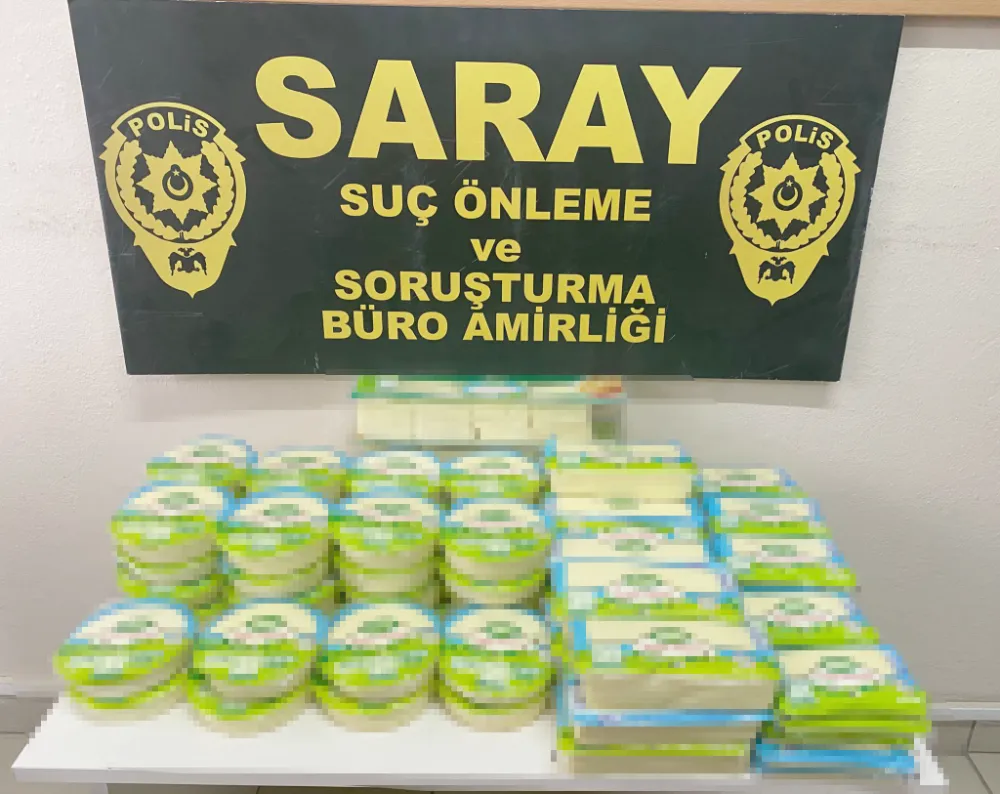 SARAY
POLİS
POLİS
SUÇ ÖNLEME
ve
SORUŞTURMA
BÜRO AMİRLİĞİ